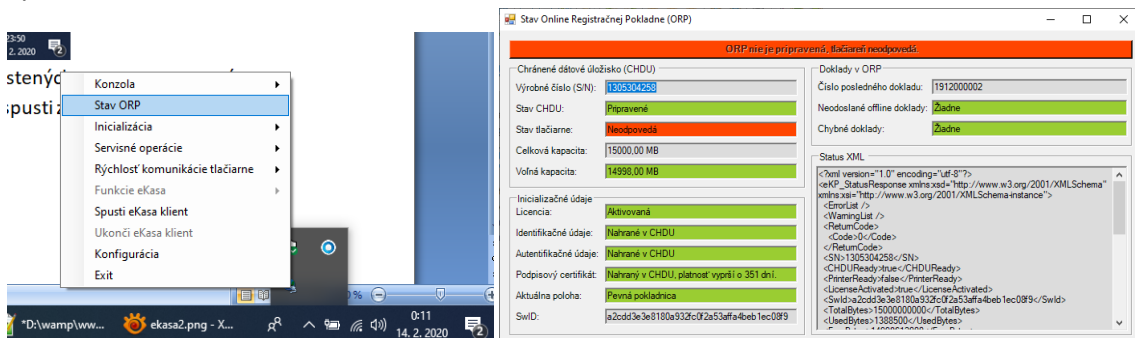 23:50
2. 2020
2
stených
spusti z
Konzola
Stav ORP
Inicializácia
Servisné operácie
Rýchlosť komunikácie tlačiarne
Funkcie eKasa
Spusti eKasa klient
Ukonči eKasa klient
Konfigurácia
Exit
%
*D:\wamp\ww...
ekasa2.png - X...
0:11
14. 2. 2020
2
Stav Online Registračnej Pokladne (ORP)
ORP nie je pripravená, tlačiareň neodpovedá.
Chránené dátové úložisko (CHDU)
Výrobné číslo (S/N): 1305304258
Stav CHDU: Pripravené
Stav tlačiarne: Neodpovedá
Celková kapacita: 15000,00 MB
Voľná kapacita: 14998,00 MB
Inicializačné údaje
Licencia: Aktivovaná
Identifikačné údaje: Nahrané v CHDU
Autentifikačné údaje: Nahrané v CHDU
Podpisový certifikát: Nahraný v CHDU, platnosť vyprší o 351 dní.
Aktuálna poloha: Pevná pokladnica
SwID: a2cdd3e3e8180a932fc0f2a53affa4beb1ec08f9
Doklady v ORP
Číslo posledného dokladu: 1912000002
Neodoslané offline doklady: Žiadne
Chybné doklady: Žiadne
Status XML
<?xml version="1.0" encoding="utf-8"?>
<eKP_StatusResponse xmlns:xsd="http://www.w3.org/2001/XMLSchema"
xmlns:xsi="http://www.w3.org/2001/XMLSchema-instance">
<ErrorList />
<WarningList />
<ReturnCode>
<Code>0</Code>
</ReturnCode>
<SN>1305304258</SN>
<CHDUReady>true</CHDUReady>
<PrinterReady>false</PrinterReady>
<LicenseActivated>true</LicenseActivated>
<SwId>a2cdd3e3e8180a932fc0f2a53affa4beb1ec08f9</SwId>
<TotalBytes>15000000000</TotalBytes>
<UsedBytes>1388500</UsedBytes>